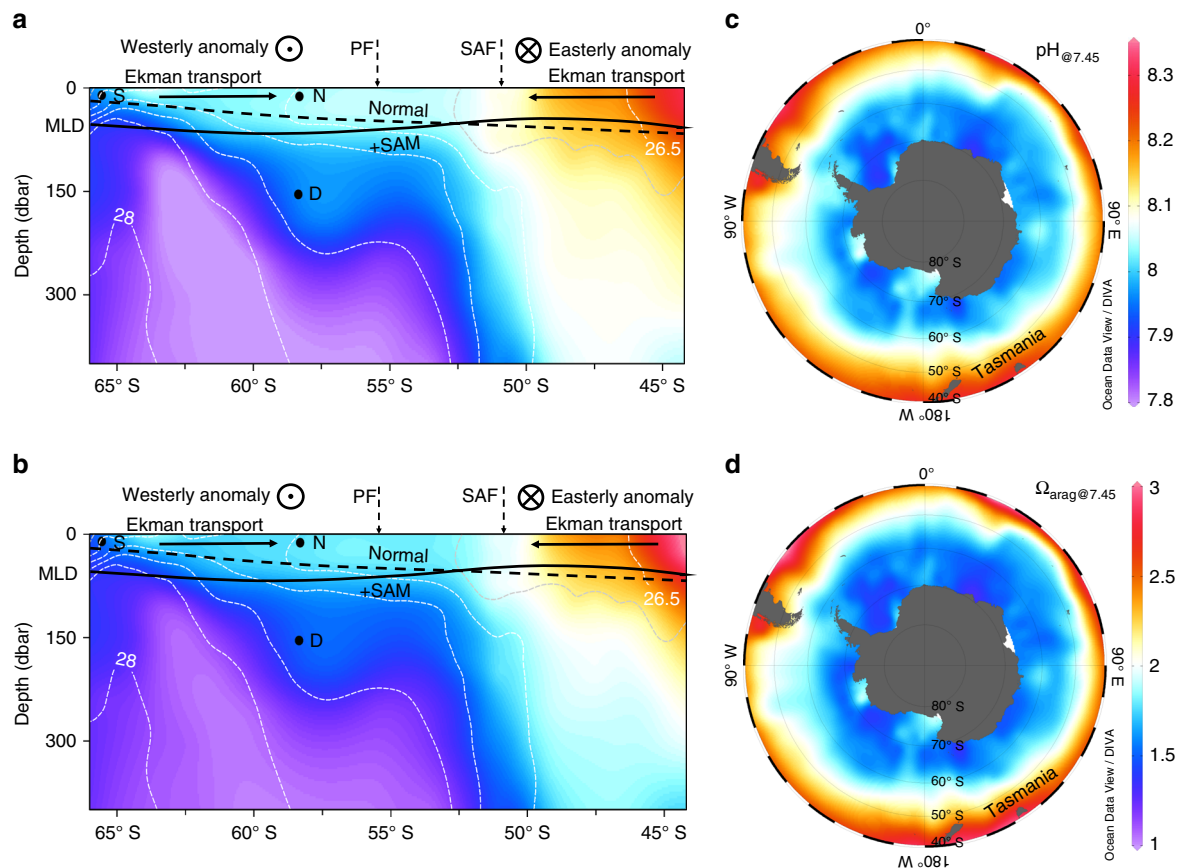 a
Westerly anomaly
PF
SAF
Easterly anomaly
Ekman transport
Ekman transport
0
S
N
Normal
MLD
+SAM
26.5
150
D
28
300
Depth (dbar)
65° S
60° S
55° S
50° S
45° S
b
Westerly anomaly
PF
SAF
Easterly anomaly
Ekman transport
Ekman transport
0
S
N
Normal
MLD
+SAM
26.5
150
D
28
300
Depth (dbar)
65° S
60° S
55° S
50° S
45° S
c
0°
pH@7.45
8.3
8.2
8.1
8
7.9
7.8
90° W
90° E
80° S
70° S
60° S
50° S
40° S
Tasmania
180° W
Ocean Data View / DIVA
d
0°
Ωarag@7.45
3
2.5
2
1.5
1
90° W
90° E
80° S
70° S
60° S
50° S
40° S
Tasmania
180° W
Ocean Data View / DIVA